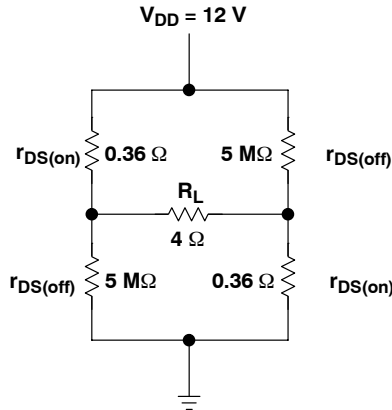 V_DD = 12 V
r_DS(on) 0.36 Ω 5 MΩ r_DS(off)
R_L
4 Ω
r_DS(off) 5 MΩ 0.36 Ω r_DS(on)